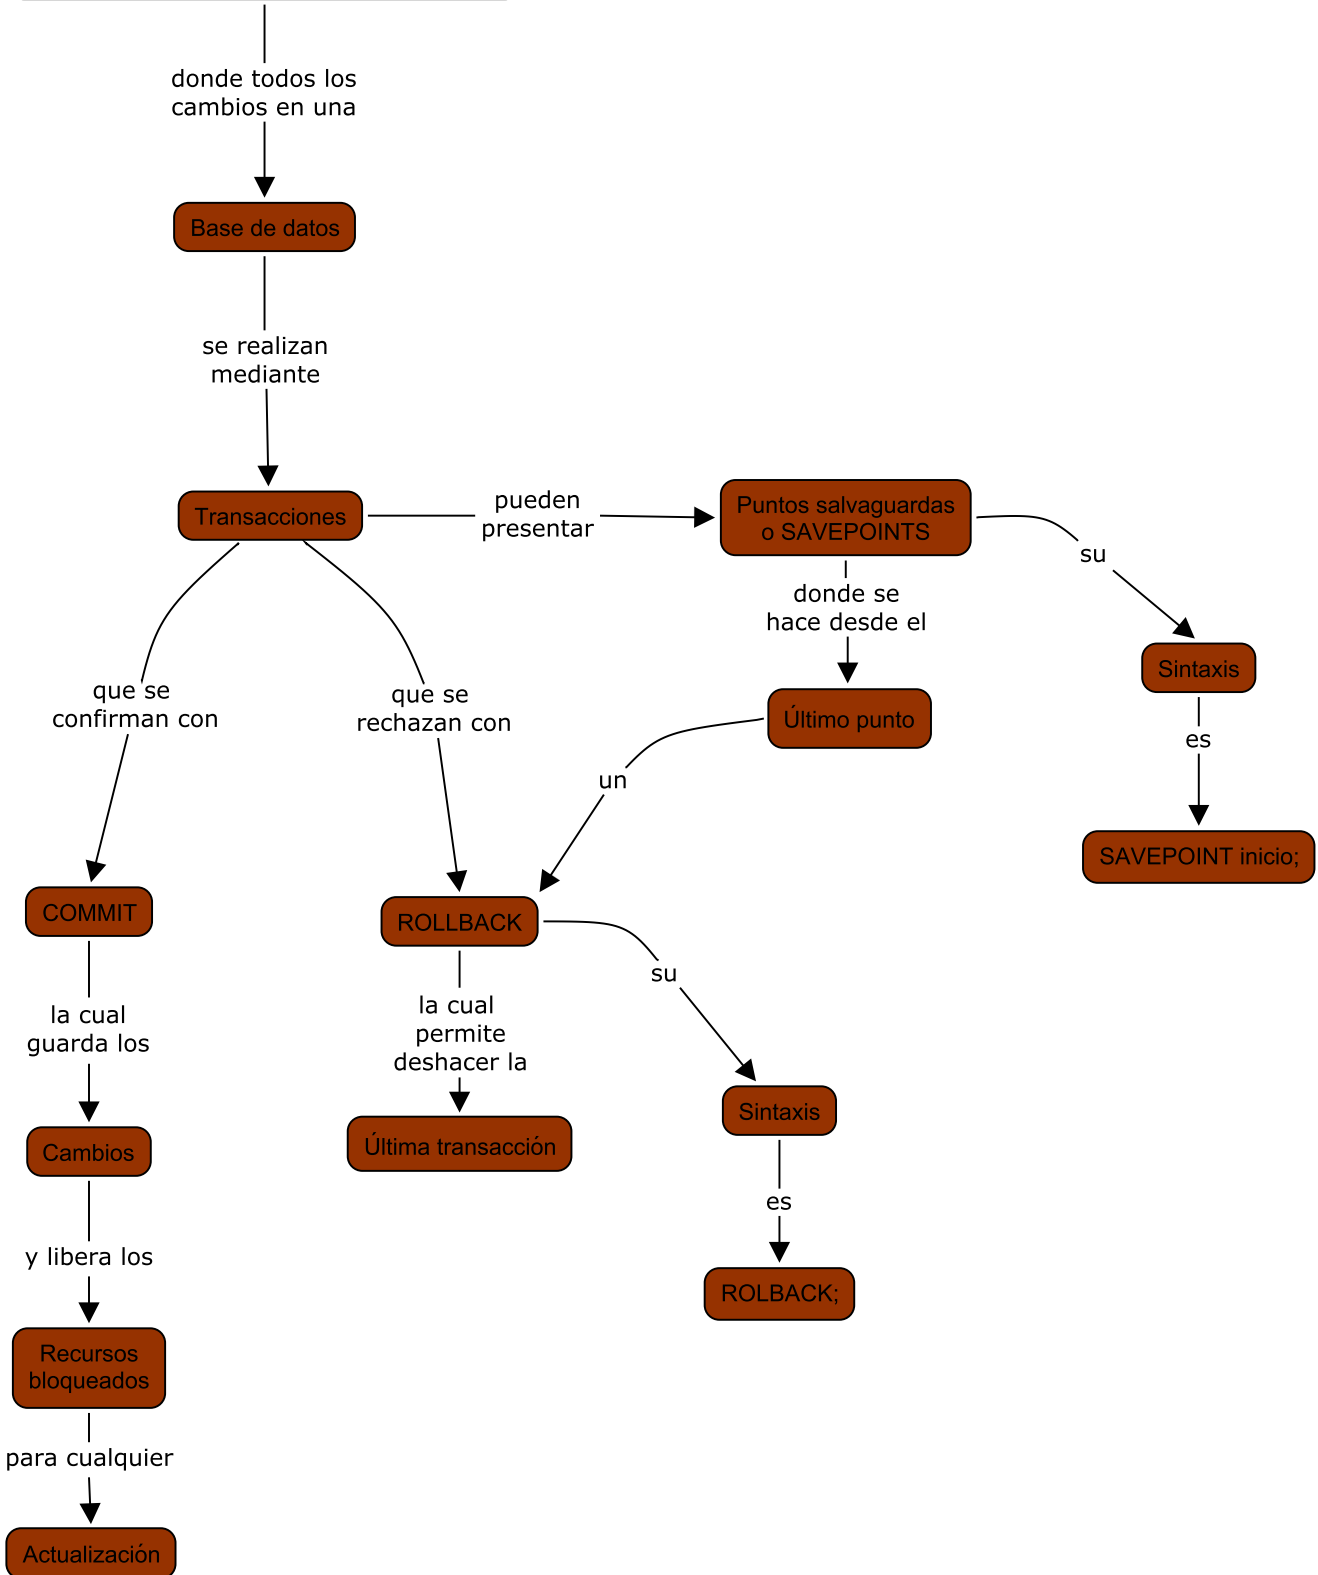 donde todos los
cambios en una
Base de datos
se realizan
mediante
Transacciones
pueden
presentar
Puntos salvaguardas
o SAVEPOINTS
su
donde se
hace desde el
Sintaxis
que se
confirman con
que se
rechazan con
Último punto
es
un
SAVEPOINT inicio;
COMMIT
ROLLBACK
su
la cual
guarda los
la cual
permite
deshacer la
Sintaxis
Cambios
Última transacción
es
y libera los
ROLBACK;
Recursos
bloqueados
para cualquier
Actualización